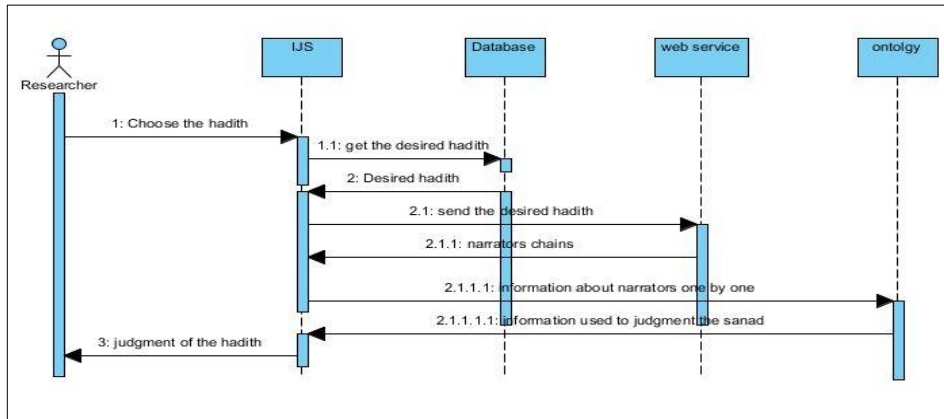 IJS
Database
web service
ontolgy
Researcher
1: Choose the hadith
1.1: get the desired hadith
2: Desired hadith
2.1: send the desired hadith
2.1.1: narrators chains
2.1.1.1: information about narrators one by one
2.1.1.1.1: information used to judgment the sanad
3: judgment of the hadith